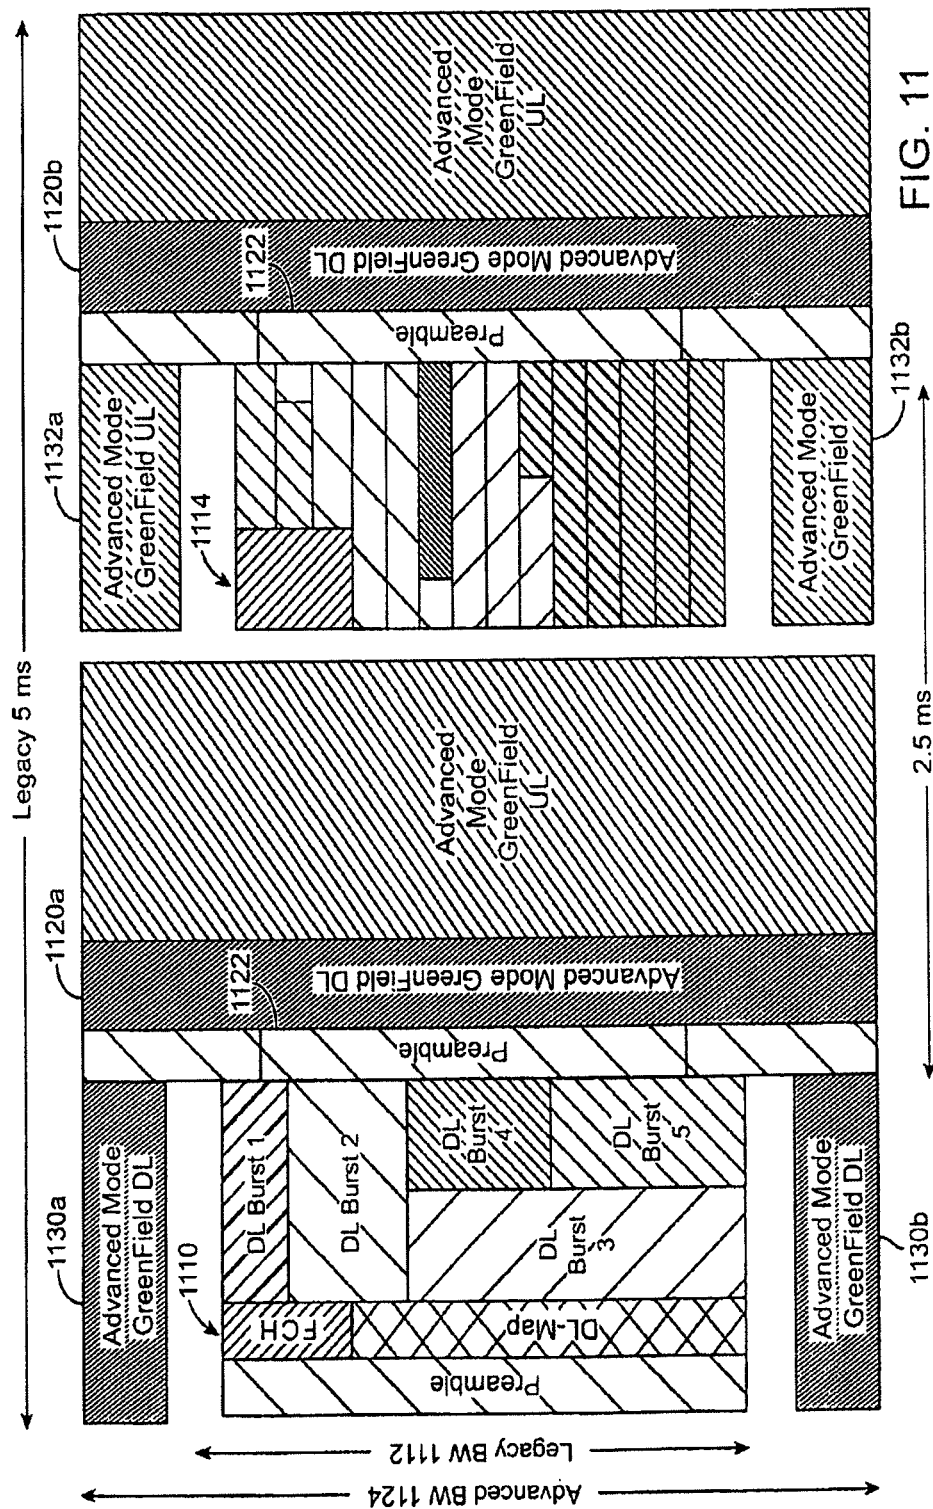 Legacy 5 ms
1130a
1120a
1132a
1120b
Advanced Mode
GreenField DL
Advanced Mode
GreenField UL
1110
1122
1114
1122
Advanced BW 1124
Legacy BW 1112
Preamble
FCH
DL-Map
DL Burst 1
DL Burst 2
DL
Burst
3
DL
Burst
4
DL
Burst
5
Preamble
Advanced Mode GreenField DL
Advanced
Mode
GreenField
UL
Preamble
Advanced Mode GreenField DL
Advanced
Mode
GreenField
UL
Advanced Mode
GreenField DL
Advanced Mode
GreenField
1130b
1132b
2.5 ms
FIG. 11